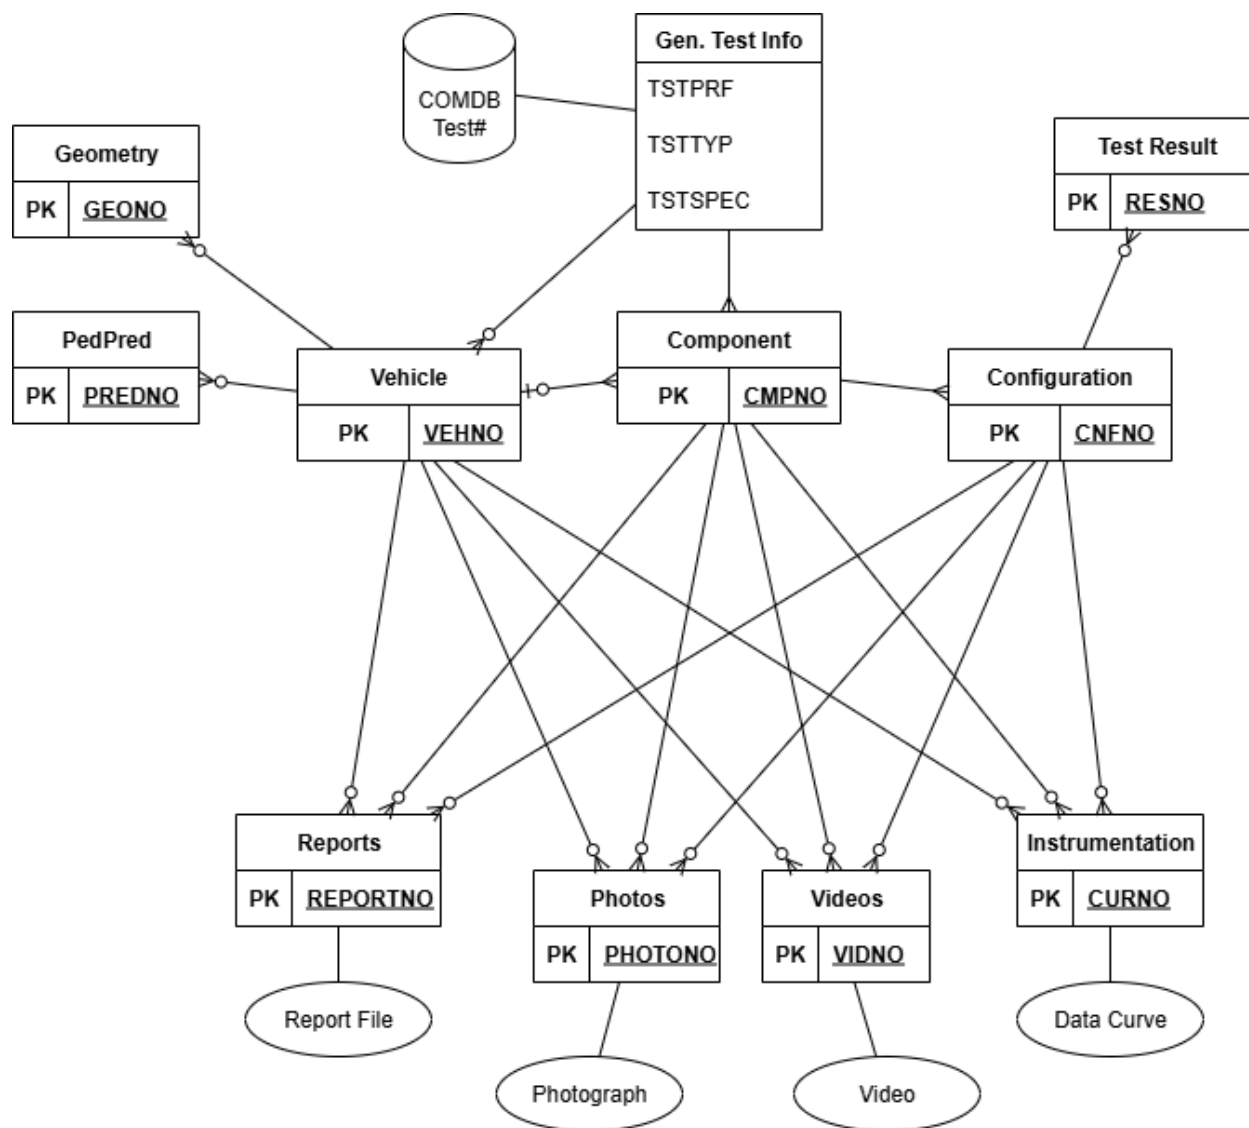 Gen. Test Info
COMDB
Test#
TSTPRF
TSTTYP
TSTSPEC
Geometry
PK GEONO
Test Result
PK RESNO
PedPred
PK PREDNO
Vehicle
PK VEHNO
Component
PK CMPNO
Configuration
PK CNFNO
Reports
PK REPORTNO
Photos
PK PHOTONO
Videos
PK VIDNO
Instrumentation
PK CURNO
Report File
Photograph
Video
Data Curve